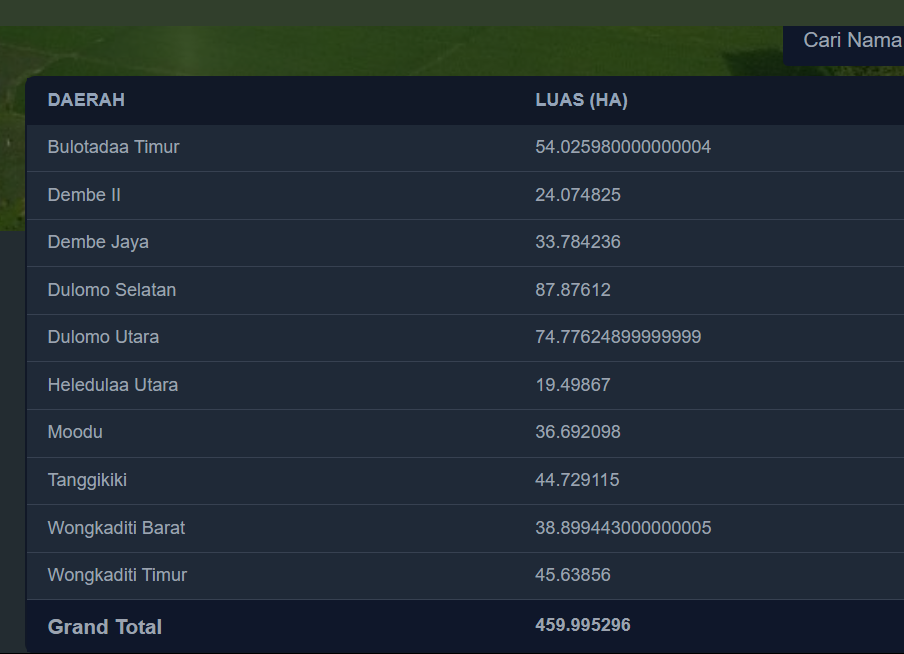 Cari Nama
DAERAH LUAS (HA)
Bulotadaa Timur 54.025980000000004
Dembe II 24.074825
Dembe Jaya 33.784236
Dulomo Selatan 87.87612
Dulomo Utara 74.77624899999999
Heledulaa Utara 19.49867
Moodu 36.692098
Tanggikiki 44.729115
Wongkaditi Barat 38.899443000000005
Wongkaditi Timur 45.63856
Grand Total 459.995296